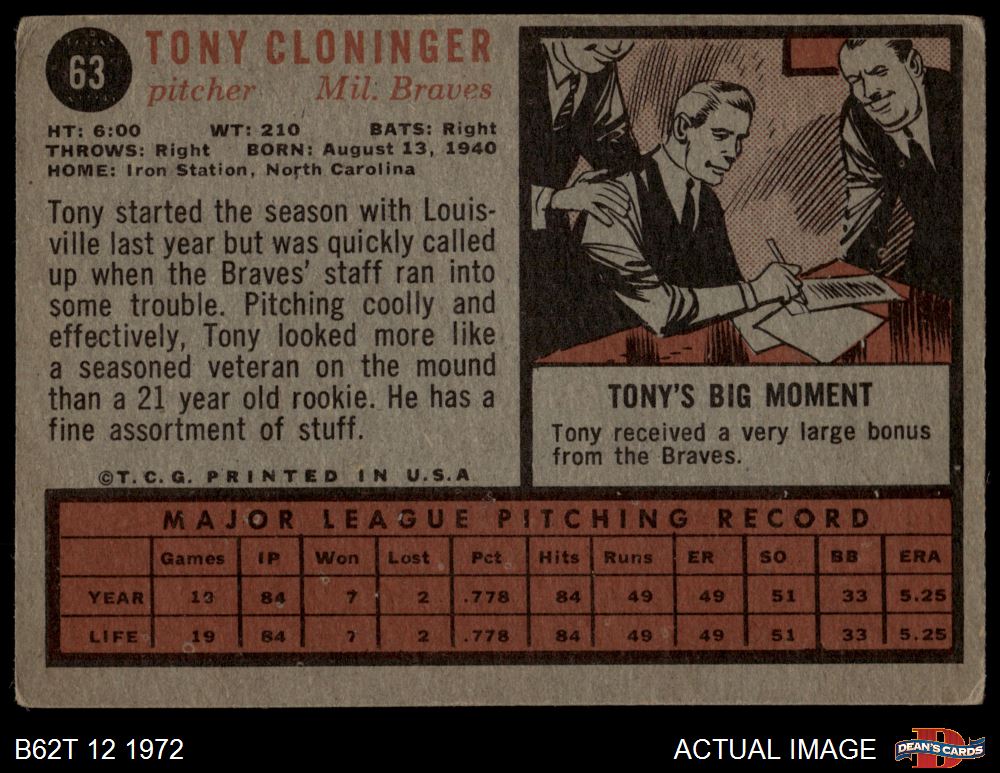 63
TONY CLONINGER
pitcher Mil. Braves
HT: 6:00 WT: 210 BATS: Right
THROWS: Right BORN: August 13, 1940
HOME: Iron Station, North Carolina
Tony started the season with Louis-
ville last year but was quickly called
up when the Braves' staff ran into
some trouble. Pitching coolly and
effectively, Tony looked more like
a seasoned veteran on the mound
than a 21 year old rookie. He has a
fine assortment of stuff.
©T.C.G. PRINTED IN U.S.A
TONY'S BIG MOMENT
Tony received a very large bonus
from the Braves.
MAJOR LEAGUE PITCHING RECORD
Games IP Won Lost Pct. Hits Runs ER SO BB ERA
YEAR 19 84 7 2 .778 84 49 49 51 33 5.25
LIFE 19 84 7 2 .778 84 49 49 51 33 5.25
B62T 12 1972
ACTUAL IMAGE
D
DEAN'S CARDS